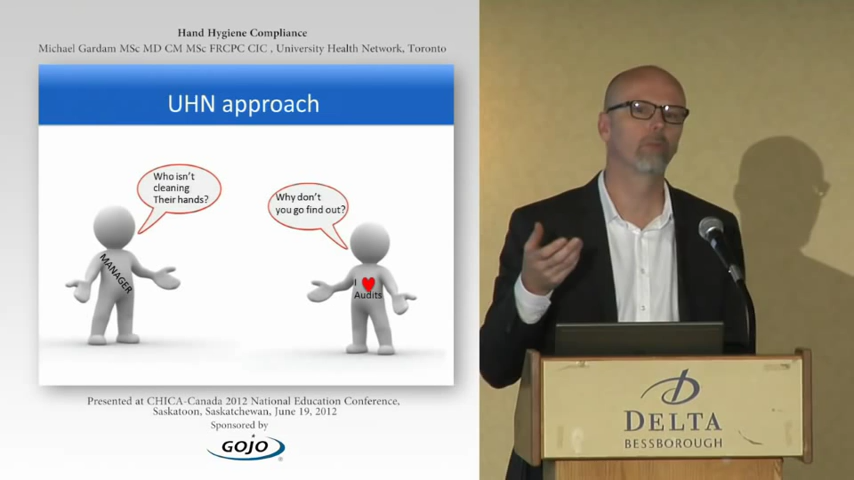 Hand Hygiene Compliance
Michael Gardam MSc MD CM MSc FRCPC CIC , University Health Network, Toronto
UHN approach
Who isn't
cleaning
Their hands?
Why don't
you go find out?
MANAGER
I
Audits
Presented at CHICA-Canada 2012 National Education Conference,
Saskatoon, Saskatchewan, June 19, 2012
Sponsored by
GOJO
DELTA
BESSBOROUGH